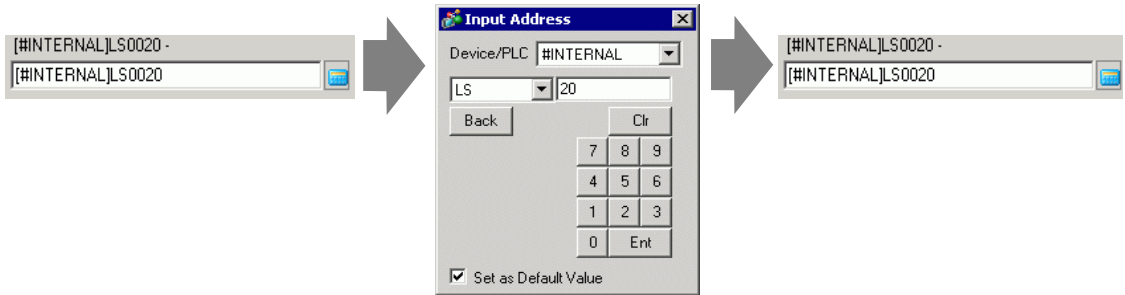 [#INTERNAL]LS0020 -
[#INTERNAL]LS0020
Input Address
Device/PLC #INTERNAL
LS 20
Back Clr
7 8 9
4 5 6
1 2 3
0 Ent
Set as Default Value
[#INTERNAL]LS0020 -
[#INTERNAL]LS0020